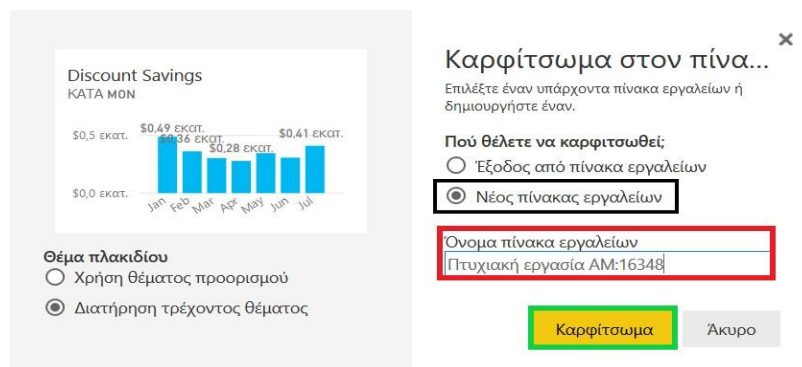 Discount Savings
ΚΑΤΑ MON
$0,5 εκατ.
$0,49 εκατ.
$0,36 εκατ.
$0,28 εκατ.
$0,41 εκατ.
$0,0 εκατ.
Jan Feb Mar Apr May Jun Jul
Θέμα πλακιδίου
Χρήση θέματος προορισμού
Διατήρηση τρέχοντος θέματος
Καρφίτσωμα στον πίνα...
Επιλέξτε έναν υπάρχοντα πίνακα εργαλείων ή
δημιουργήστε έναν.
Πού θέλετε να καρφιτσωθεί;
Έξοδος από πίνακα εργαλείων
Νέος πίνακας εργαλείων
Όνομα πίνακα εργαλείων
Πτυχιακή εργασία ΑΜ:16348
Καρφίτσωμα
Άκυρο